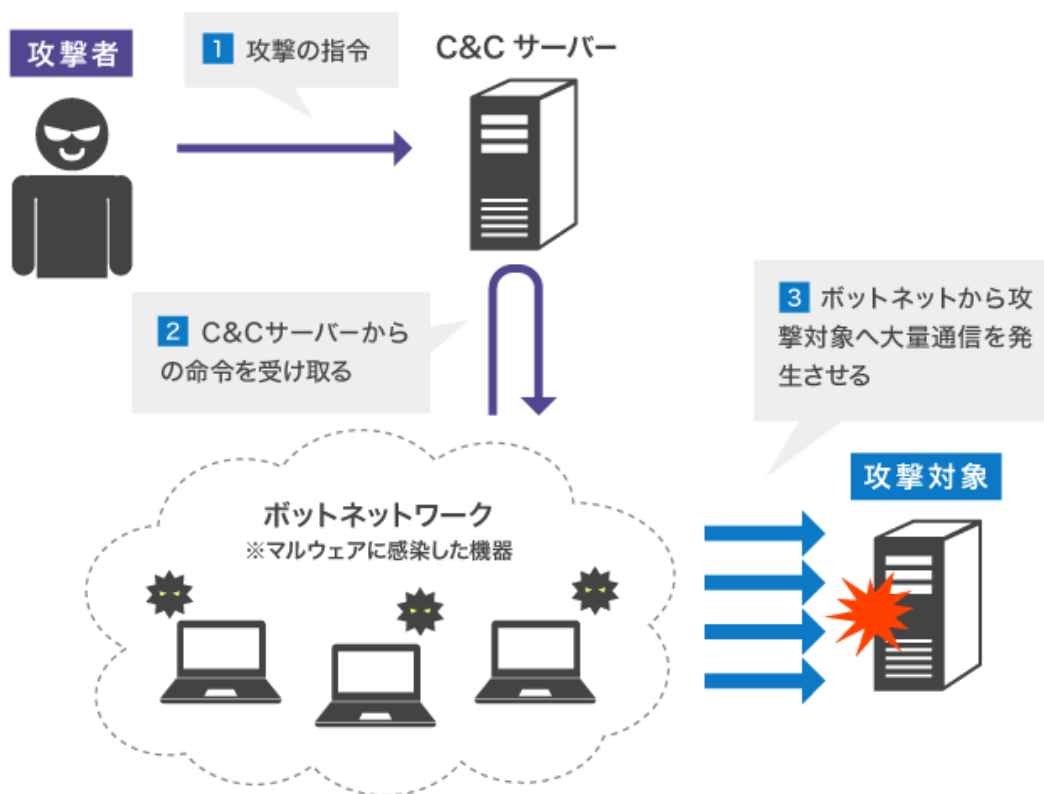 攻撃者
1 攻撃の指令
C&C サーバー
2 C&Cサーバーから
の命令を受け取る
3 ボットネットから攻
撃対象へ大量通信を発
生させる
攻撃対象
ボットネットワーク
※マルウェアに感染した機器